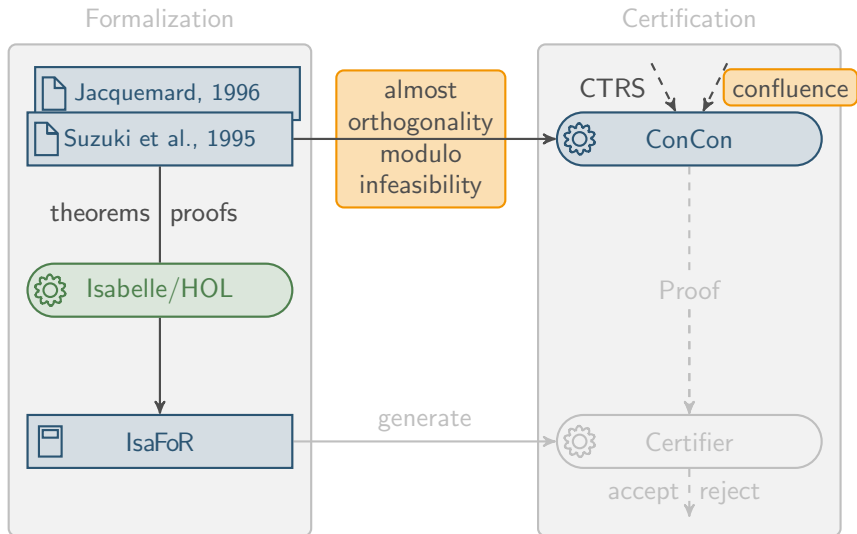 Formalization
Certification
Jacquemard, 1996
Suzuki et al., 1995
almost
orthogonality
modulo
infeasibility
CTRS
confluence
ConCon
theorems
proofs
Isabelle/HOL
Proof
IsaFoR
generate
Certifier
accept
reject